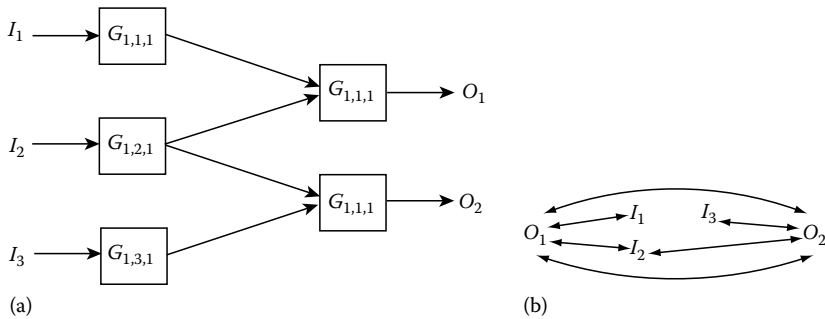 I1 G1,1,1
G1,1,1 O1
I2 G1,2,1
G1,1,1 O2
I3 G1,3,1
(a)
I1 I3
O1 O2
I2
(b)